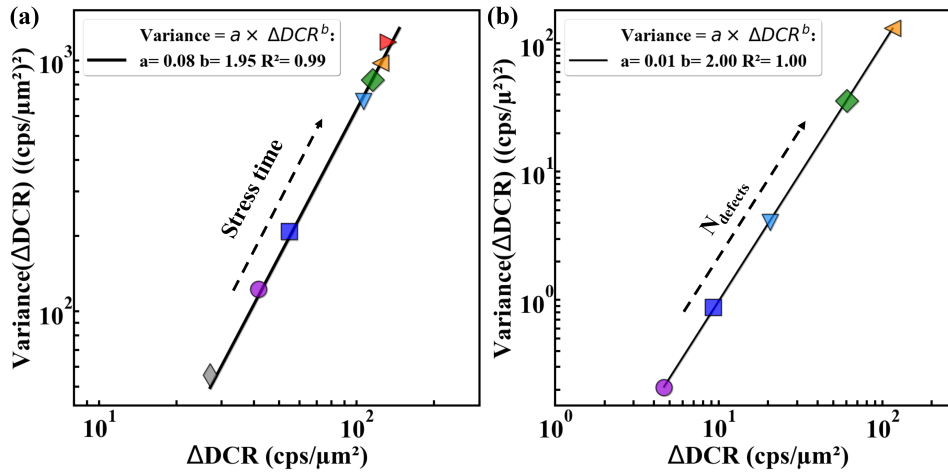 (a)
Variance = a × ΔDCRᵇ:
a= 0.08 b= 1.95 R²= 0.99
Stress time
Variance(ΔDCR) ((cps/μm²)²)
10³
10²
10¹
10²
ΔDCR (cps/μm²)
(b)
Variance = a × ΔDCRᵇ:
a= 0.01 b= 2.00 R²= 1.00
N_defects
Variance(ΔDCR) ((cps/μ²)²)
10²
10¹
10⁰
10⁰
10¹
10²
ΔDCR (cps/μm²)